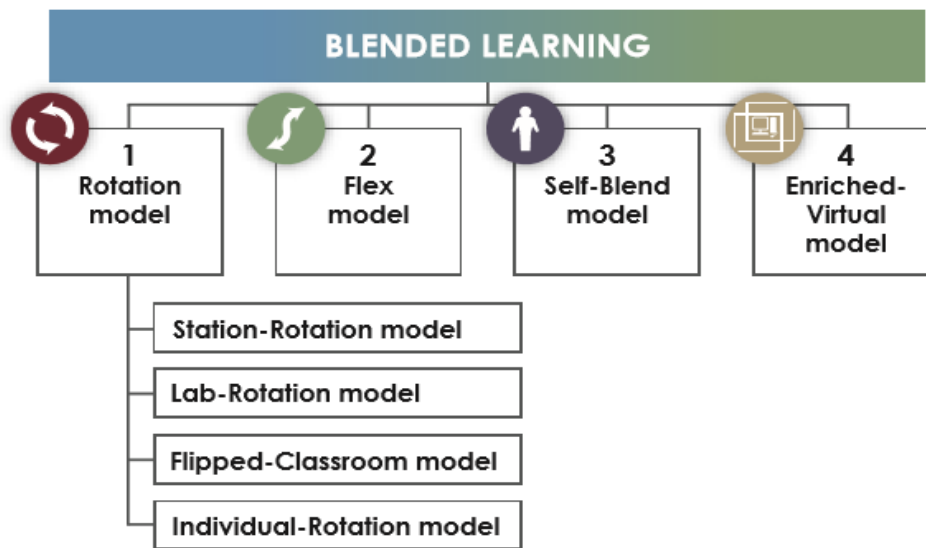 BLENDED LEARNING
1
Rotation
model
2
Flex
model
3
Self-Blend
model
4
Enriched-
Virtual
model
Station-Rotation model
Lab-Rotation model
Flipped-Classroom model
Individual-Rotation model